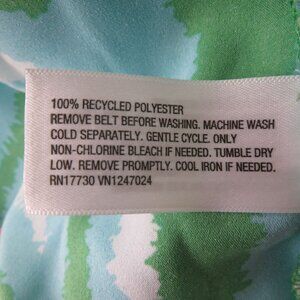 100% RECYCLED POLYESTER
REMOVE BELT BEFORE WASHING. MACHINE WASH
COLD SEPARATELY. GENTLE CYCLE. ONLY
NON-CHLORINE BLEACH IF NEEDED. TUMBLE DRY
LOW. REMOVE PROMPTLY. COOL IRON IF NEEDED.
RN17730 VN1247024